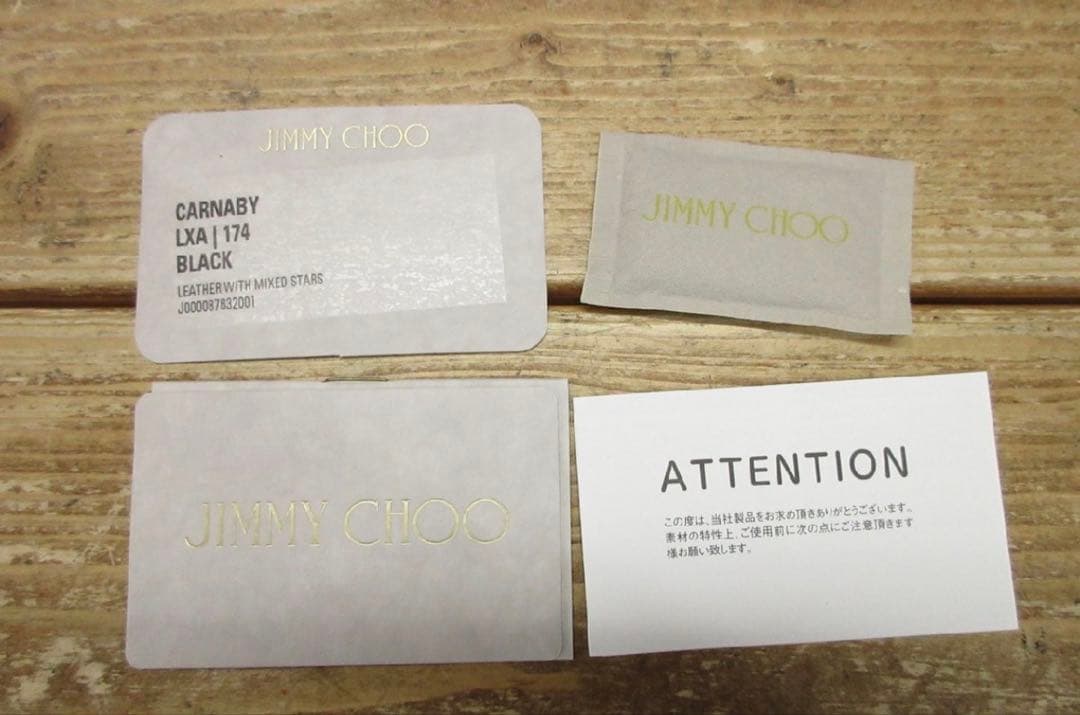 JIMMY CHOO
CARNABY
LXA | 174
BLACK
LEATHER WITH MIXED STARS
J000087832001
JIMMY CHOO
JIMMY CHOO
ATTENTION
この度は、当社製品をお求め頂きありがとうございます。
素材の特性上、ご使用前に次の点にご注意頂きます
様お願い致します。